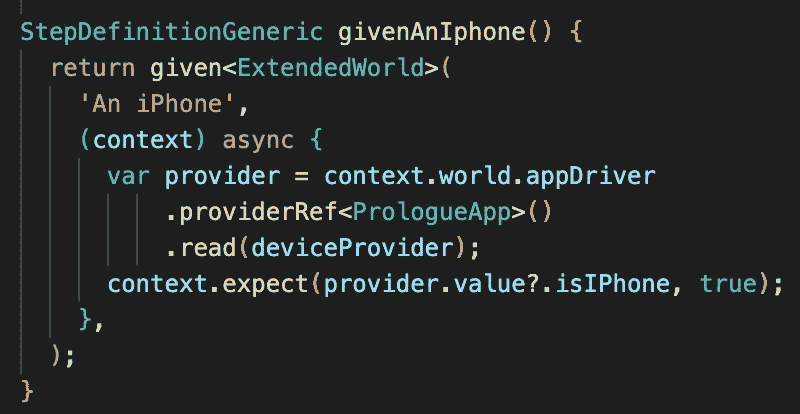 StepDefinitionGeneric givenAnIphone() {
  return given<ExtendedWorld>(
    'An iPhone',
    (context) async {
      var provider = context.world.appDriver
          .providerRef<PrologueApp>()
          .read(deviceProvider);
      context.expect(provider.value?.isIPhone, true);
    },
  );
}